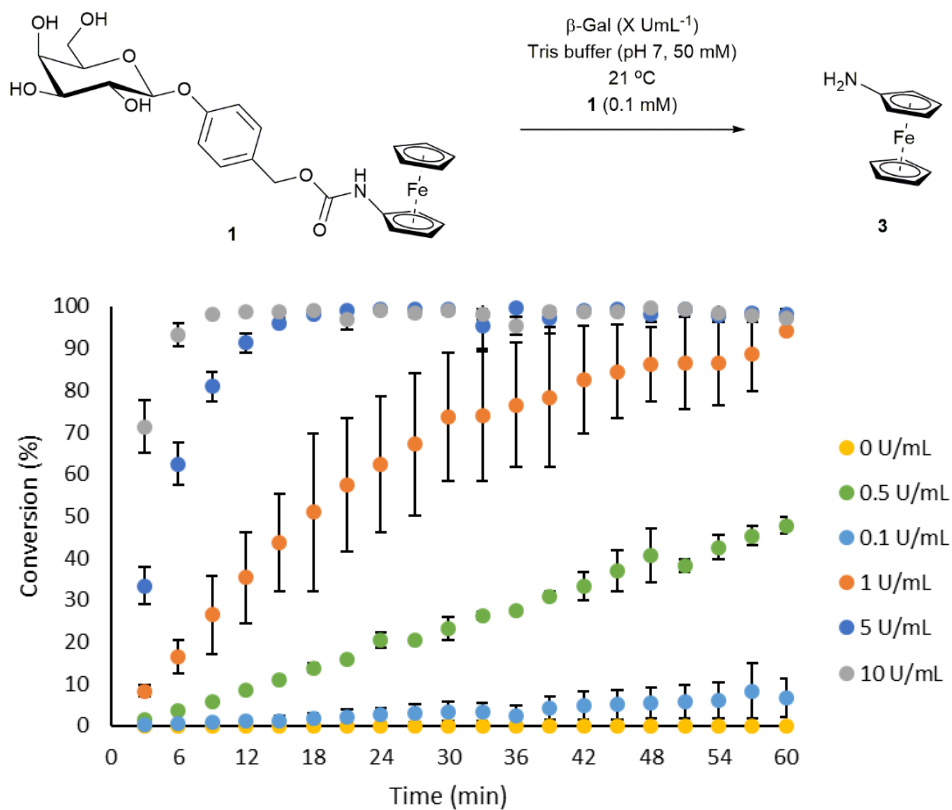 OH
OH
O
HO
OH
O
O
O
H
N
Fe
1
β-Gal (X UmL⁻¹)
Tris buffer (pH 7, 50 mM)
21 ºC
1 (0.1 mM)
H₂N
Fe
3
Conversion (%)
100
90
80
70
60
50
40
30
20
10
0
0 6 12 18 24 30 36 42 48 54 60
Time (min)
0 U/mL
0.5 U/mL
0.1 U/mL
1 U/mL
5 U/mL
10 U/mL